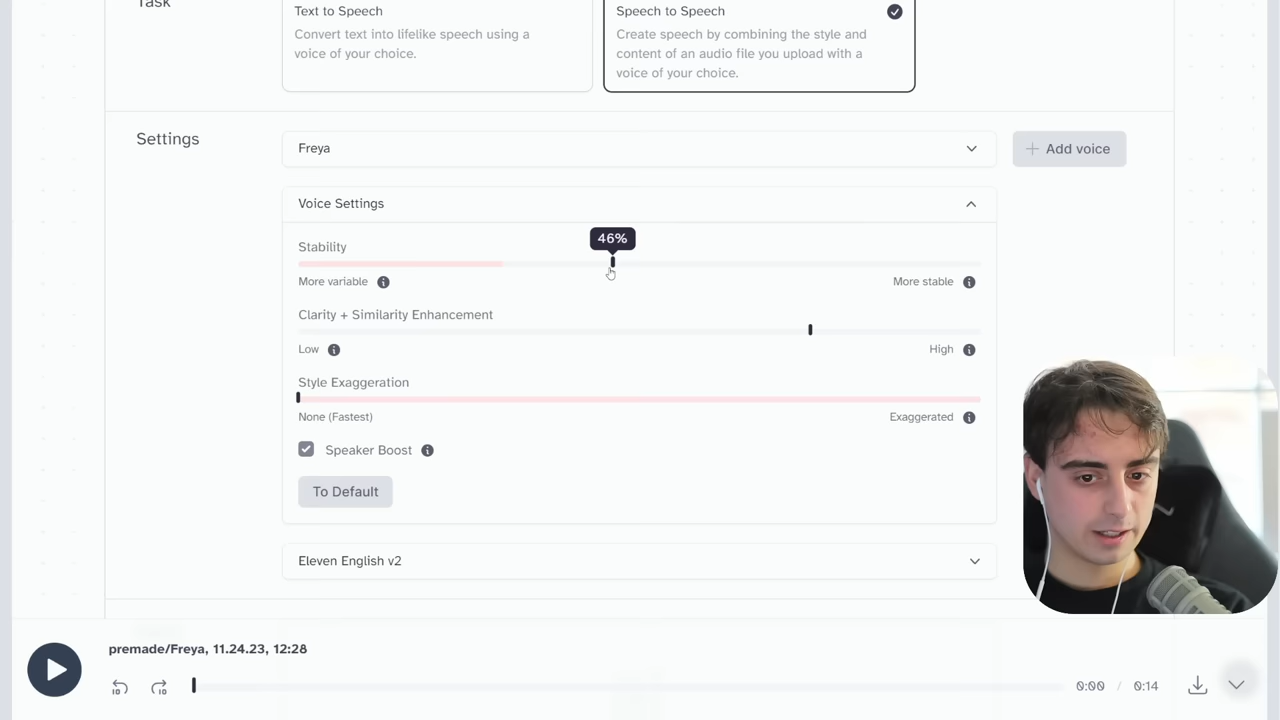 Task
Text to Speech
Convert text into lifelike speech using a
voice of your choice.
Speech to Speech
Create speech by combining the style and
content of an audio file you upload with a
voice of your choice.
Settings
Freya
+ Add voice
Voice Settings
46%
Stability
More variable
More stable
Clarity + Similarity Enhancement
Low
High
Style Exaggeration
None (Fastest)
Exaggerated
Speaker Boost
To Default
Eleven English v2
premade/Freya, 11.24.23, 12:28
10
10
0:00 / 0:14